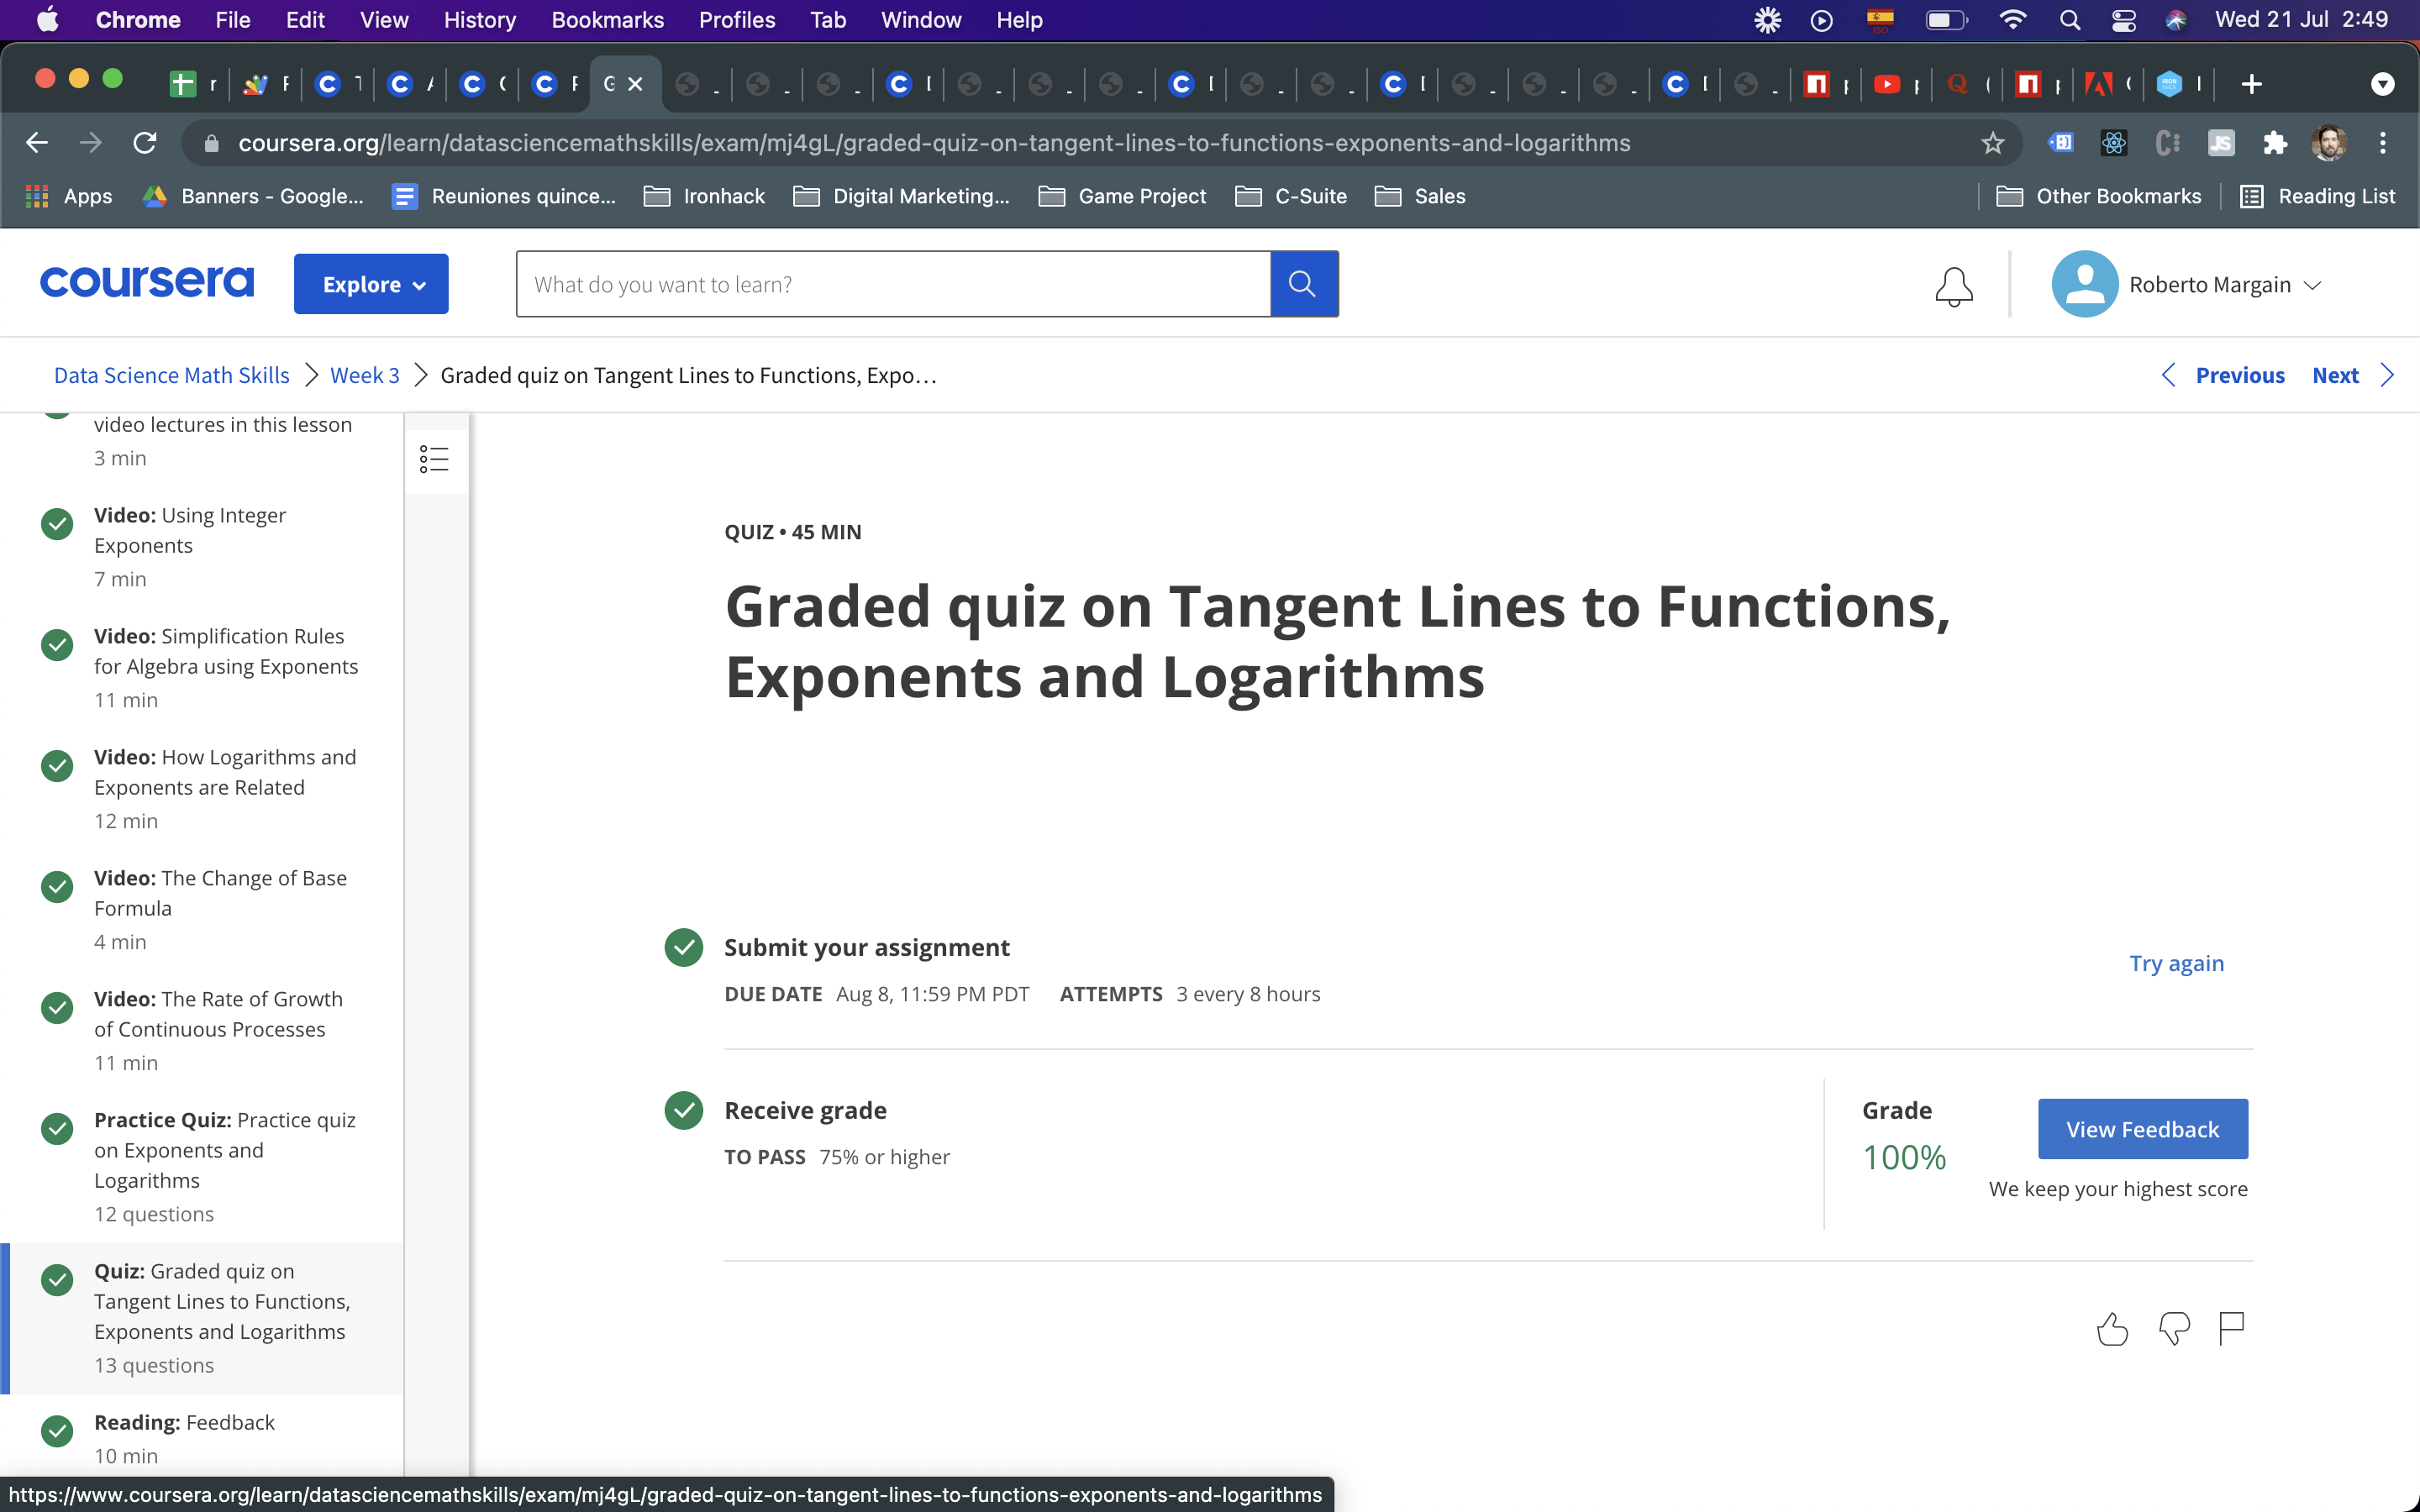 Chrome File Edit View History Bookmarks Profiles Tab Window Help
ISO
Wed 21 Jul 2:49
coursera.org/learn/datasciencemathskills/exam/mj4gL/graded-quiz-on-tangent-lines-to-functions-exponents-and-logarithms
Apps Banners - Google... Reuniones quince... Ironhack Digital Marketing... Game Project C-Suite Sales Other Bookmarks Reading List
coursera
Explore
What do you want to learn?
Roberto Margain
Data Science Math Skills
Week 3
Graded quiz on Tangent Lines to Functions, Expo...
Previous
Next
video lectures in this lesson
3 min
Video: Using Integer
Exponents
7 min
Video: Simplification Rules
for Algebra using Exponents
11 min
Video: How Logarithms and
Exponents are Related
12 min
Video: The Change of Base
Formula
4 min
Video: The Rate of Growth
of Continuous Processes
11 min
Practice Quiz: Practice quiz
on Exponents and
Logarithms
12 questions
Quiz: Graded quiz on
Tangent Lines to Functions,
Exponents and Logarithms
13 questions
Reading: Feedback
10 min
QUIZ • 45 MIN
Graded quiz on Tangent Lines to Functions,
Exponents and Logarithms
Submit your assignment
DUE DATE Aug 8, 11:59 PM PDT ATTEMPTS 3 every 8 hours
Try again
Receive grade
TO PASS 75% or higher
Grade
100%
View Feedback
We keep your highest score
https://www.coursera.org/learn/datasciencemathskills/exam/mj4gL/graded-quiz-on-tangent-lines-to-functions-exponents-and-logarithms